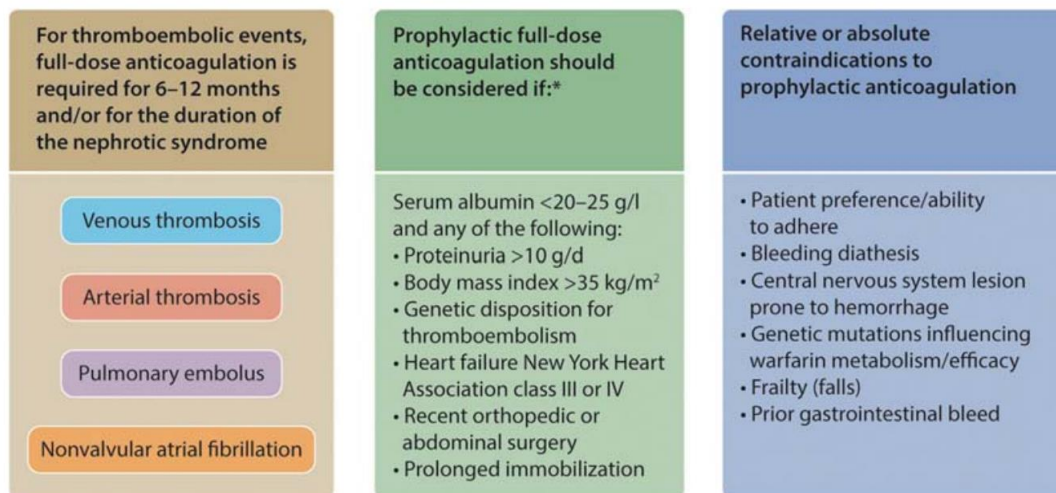 For thromboembolic events,
full-dose anticoagulation is
required for 6–12 months
and/or for the duration of
the nephrotic syndrome
Venous thrombosis
Arterial thrombosis
Pulmonary embolus
Nonvalvular atrial fibrillation
Prophylactic full-dose
anticoagulation should
be considered if:*
Serum albumin <20–25 g/l
and any of the following:
• Proteinuria >10 g/d
• Body mass index >35 kg/m²
• Genetic disposition for
thromboembolism
• Heart failure New York Heart
Association class III or IV
• Recent orthopedic or
abdominal surgery
• Prolonged immobilization
Relative or absolute
contraindications to
prophylactic anticoagulation
• Patient preference/ability
to adhere
• Bleeding diathesis
• Central nervous system lesion
prone to hemorrhage
• Genetic mutations influencing
warfarin metabolism/efficacy
• Frailty (falls)
• Prior gastrointestinal bleed